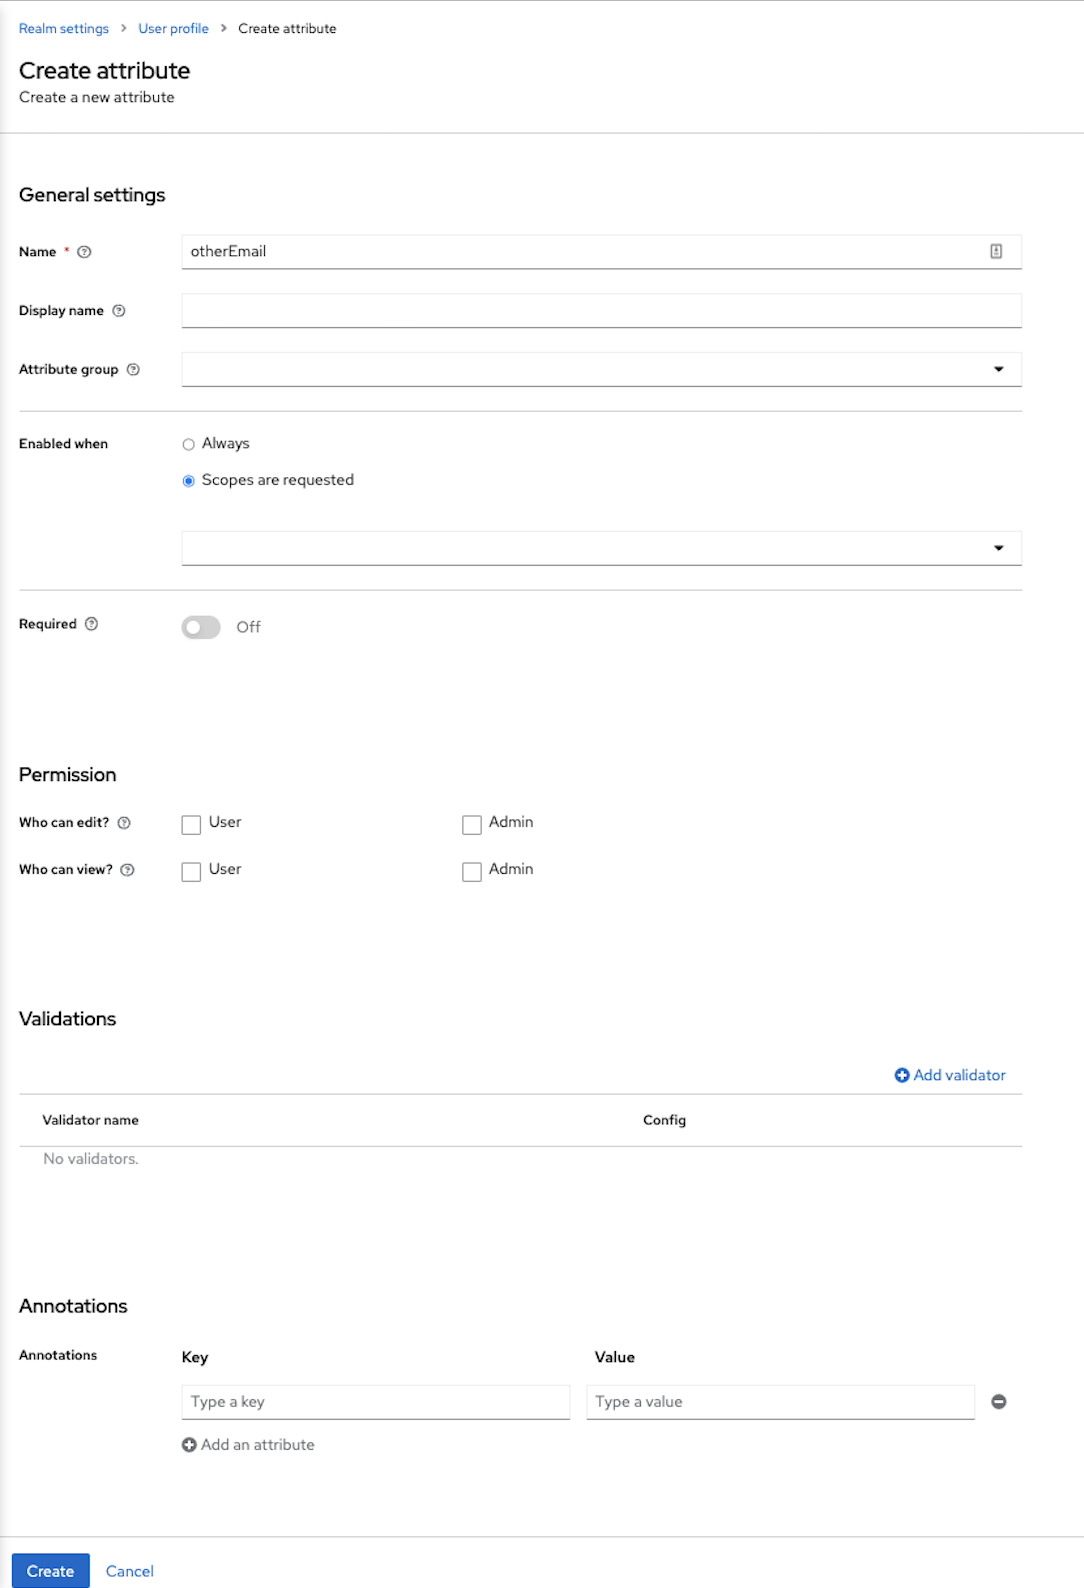 Realm settings > User profile > Create attribute
Create attribute
Create a new attribute
General settings
Name *
otherEmail
Display name
Attribute group
Enabled when
Always
Scopes are requested
Required
Off
Permission
Who can edit? User Admin
Who can view? User Admin
Validations
Add validator
Validator name Config
No validators.
Annotations
Annotations Key Value
Type a key Type a value
Add an attribute
Create Cancel